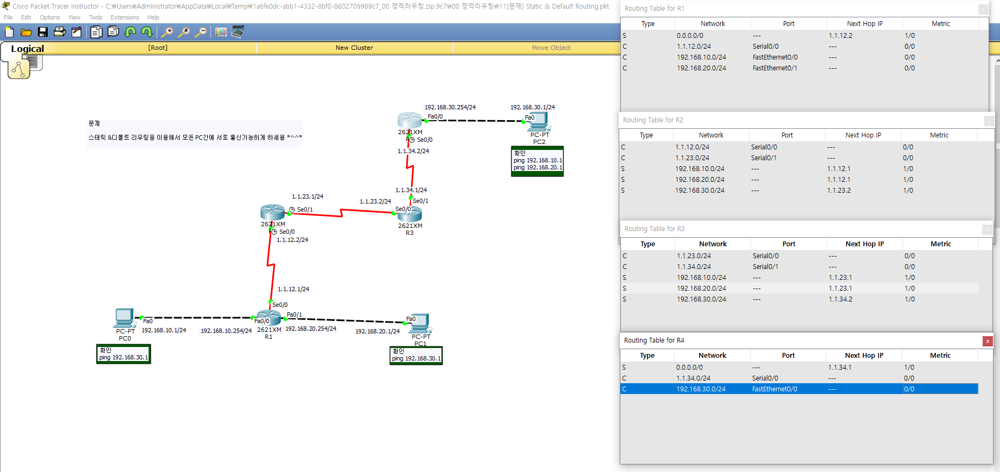 Cisco Packet Tracer Instructor - C:₩Users₩Administrator₩AppData₩Local₩Temp₩1a6fe0dc-abb1-4332-8bf0-8602709989c7_00 정적라우팅.zip.9c7₩00 정적라우팅₩11[문제] Static & Default Routing.pkt
File Edit Options View Tools Extensions Help
Logical [Root] New Cluster Move Object
문제
스태틱 &디폴트 라우팅을 이용해서 모든 PC간에 서로 통신가능하게 하세용 *^^*
192.168.30.254/24
192.168.30.1/24
Fa0/0
Fa0
2621XM
Se0/0
1.1.34.2/24
PC-PT
PC2
확인
ping 192.168.10.1
ping 192.168.20.1
1.1.34.1/24
Se0/1
1.1.23.1/24
1.1.23.2/24
Se0/1
Se0/0
2621XM
2621XM
R3
Se0/0
1.1.12.2/24
1.1.12.1/24
Se0/0
Fa0
Fa0/0
Fa0/1
Fa0
PC-PT
PC0
192.168.10.1/24
192.168.10.254/24
2621XM
R1
192.168.20.254/24
192.168.20.1/24
PC-PT
PC1
확인
ping 192.168.30.1
확인
ping 192.168.30.1
Routing Table for R1
Type Network Port Next Hop IP Metric
S 0.0.0.0/0 --- 1.1.12.2 1/0
C 1.1.12.0/24 Serial0/0 --- 0/0
C 192.168.10.0/24 FastEthernet0/0 --- 0/0
C 192.168.20.0/24 FastEthernet0/1 --- 0/0
Routing Table for R2
Type Network Port Next Hop IP Metric
C 1.1.12.0/24 Serial0/0 --- 0/0
C 1.1.23.0/24 Serial0/1 --- 0/0
S 192.168.10.0/24 --- 1.1.12.1 1/0
S 192.168.20.0/24 --- 1.1.12.1 1/0
S 192.168.30.0/24 --- 1.1.23.2 1/0
Routing Table for R3
Type Network Port Next Hop IP Metric
C 1.1.23.0/24 Serial0/0 --- 0/0
C 1.1.34.0/24 Serial0/1 --- 0/0
S 192.168.10.0/24 --- 1.1.23.1 1/0
S 192.168.20.0/24 --- 1.1.23.1 1/0
S 192.168.30.0/24 --- 1.1.34.2 1/0
Routing Table for R4
Type Network Port Next Hop IP Metric
S 0.0.0.0/0 --- 1.1.34.1 1/0
C 1.1.34.0/24 Serial0/0 --- 0/0
C 192.168.30.0/24 FastEthernet0/0 --- 0/0